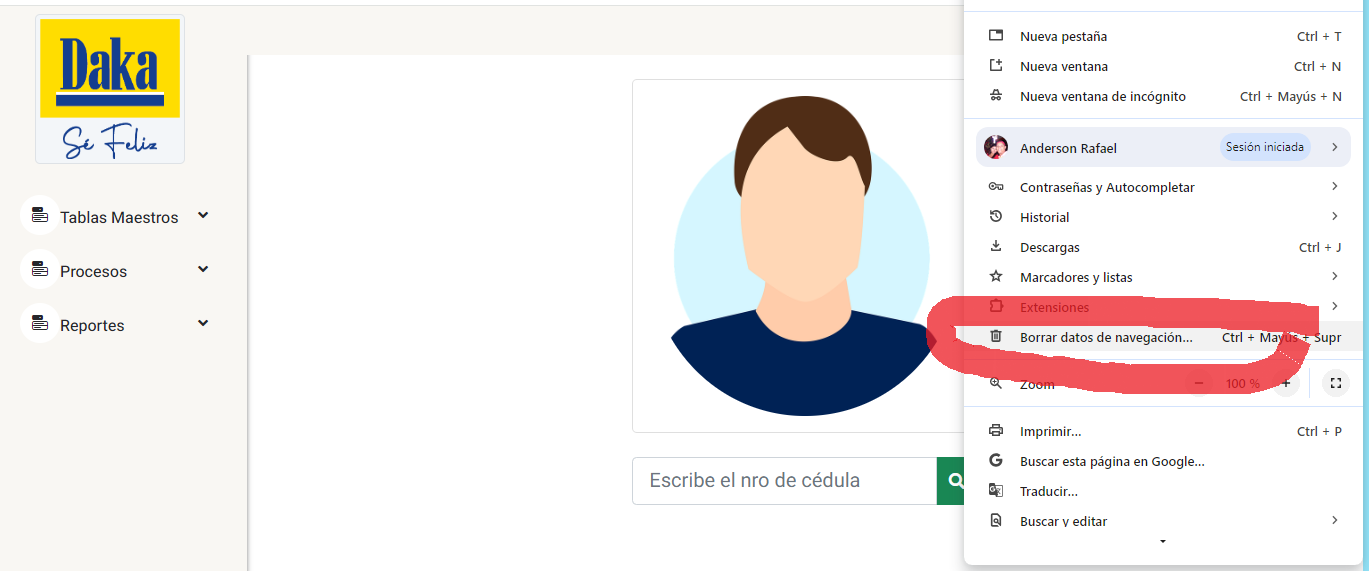 Daka
Sé Feliz
Tablas Maestros
Procesos
Reportes
Escribe el nro de cédula
Nueva pestaña Ctrl + T
Nueva ventana Ctrl + N
Nueva ventana de incógnito Ctrl + Mayús + N
Anderson Rafael Sesión iniciada
Contraseñas y Autocompletar
Historial
Descargas Ctrl + J
Marcadores y listas
Extensiones
Borrar datos de navegación... Ctrl + Mayús + Supr
Zoom − 100 % +
Imprimir... Ctrl + P
Buscar esta página en Google...
Traducir...
Buscar y editar